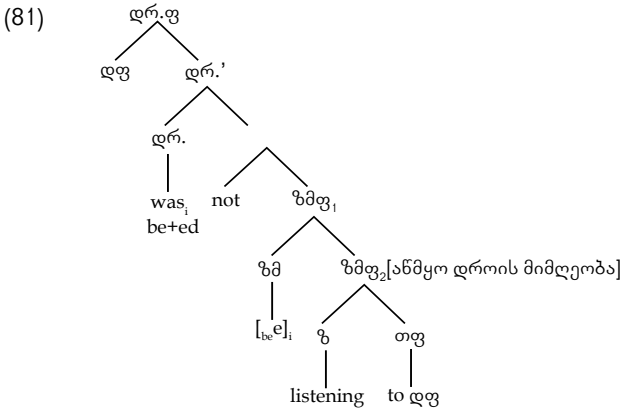 (81) დრ.ფ
დფ დრ.’
დრ.
was_i not ზმფ₁
be+ed
ზმ ზმფ₂[აწმყო დროის მიმღეობა]
[_be e]_i ზ თფ
listening to დფ